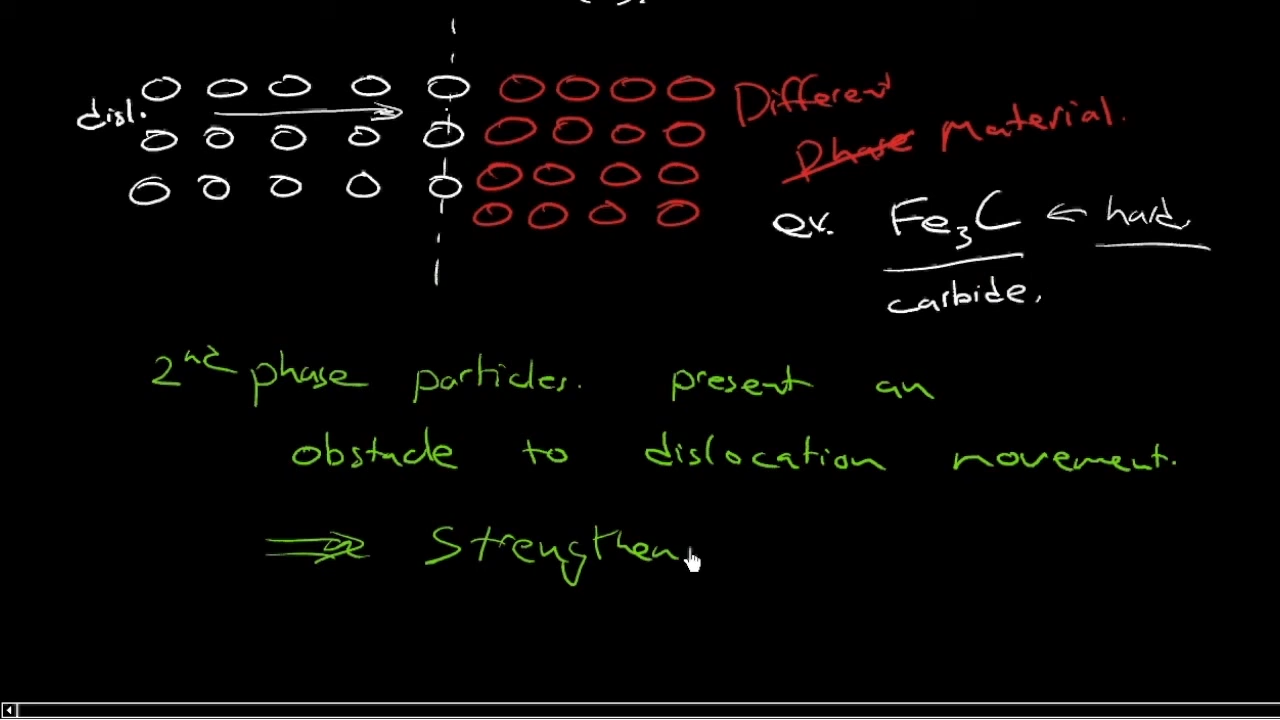 disl.
Different
Phase Material.
ex. Fe3C ← hard.
carbide.
2nd phase particles. present an
obstacle to dislocation movement.
⇒ Strengthen